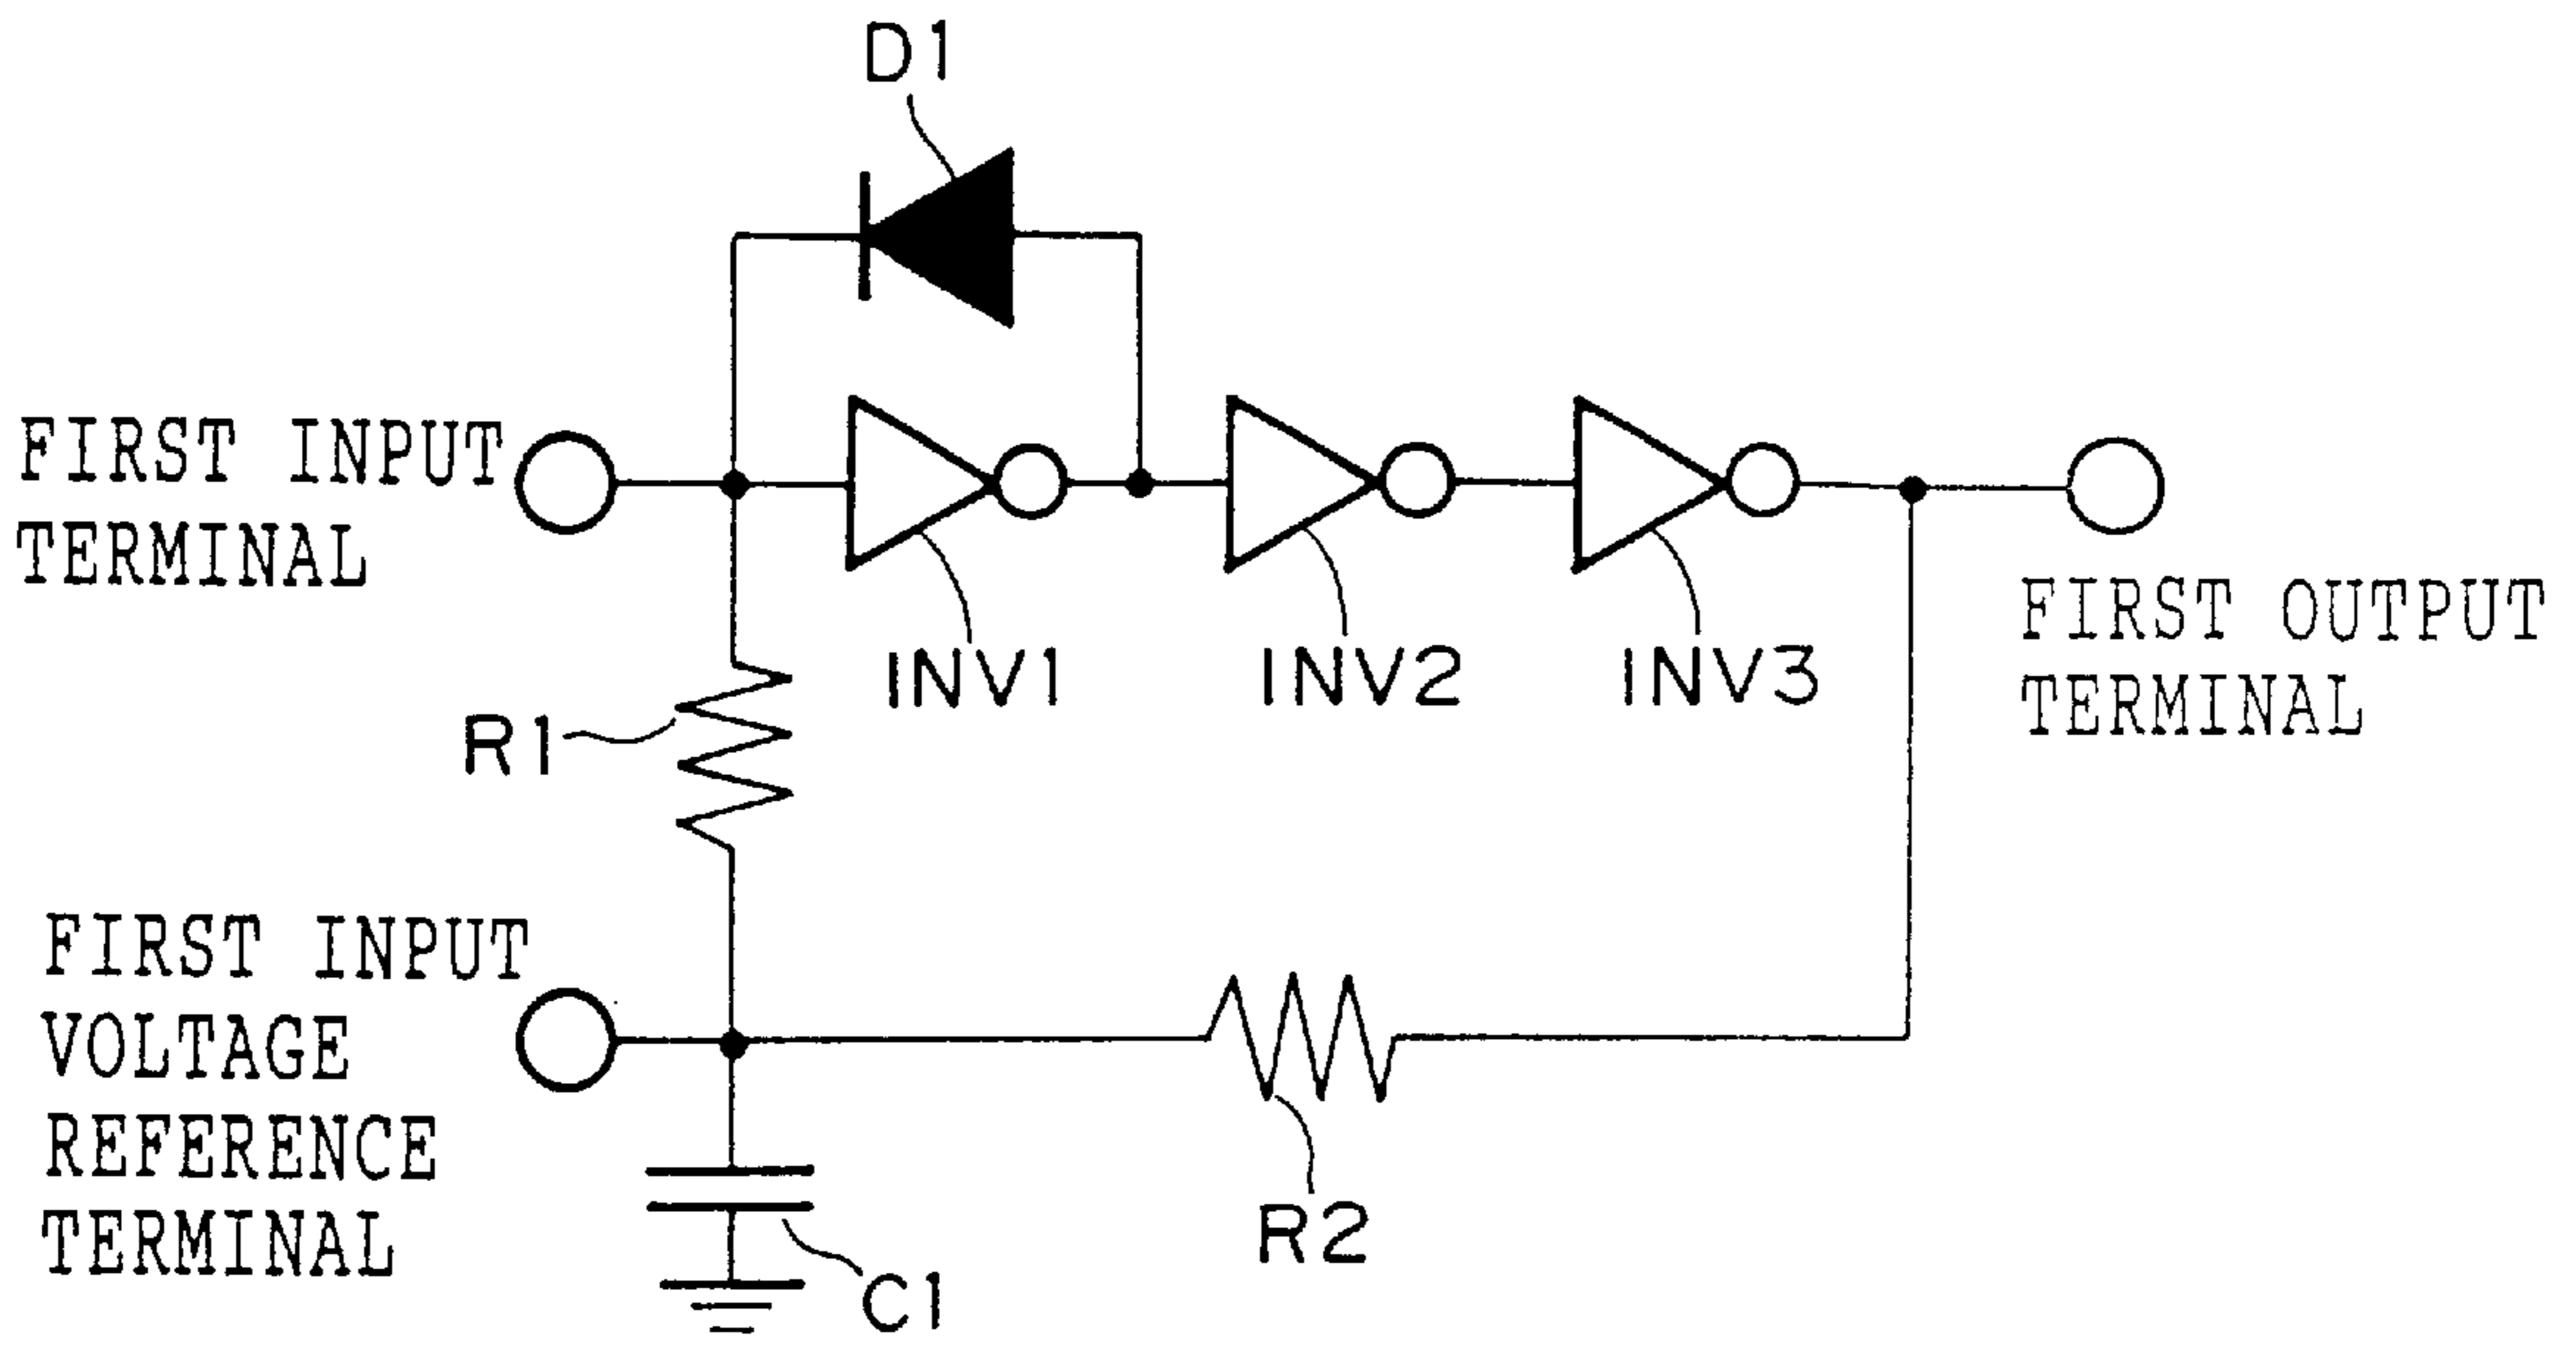 D1
FIRST INPUT
TERMINAL
INV1
INV2
INV3
FIRST OUTPUT
TERMINAL
R1
FIRST INPUT
VOLTAGE
REFERENCE
TERMINAL
R2
C1